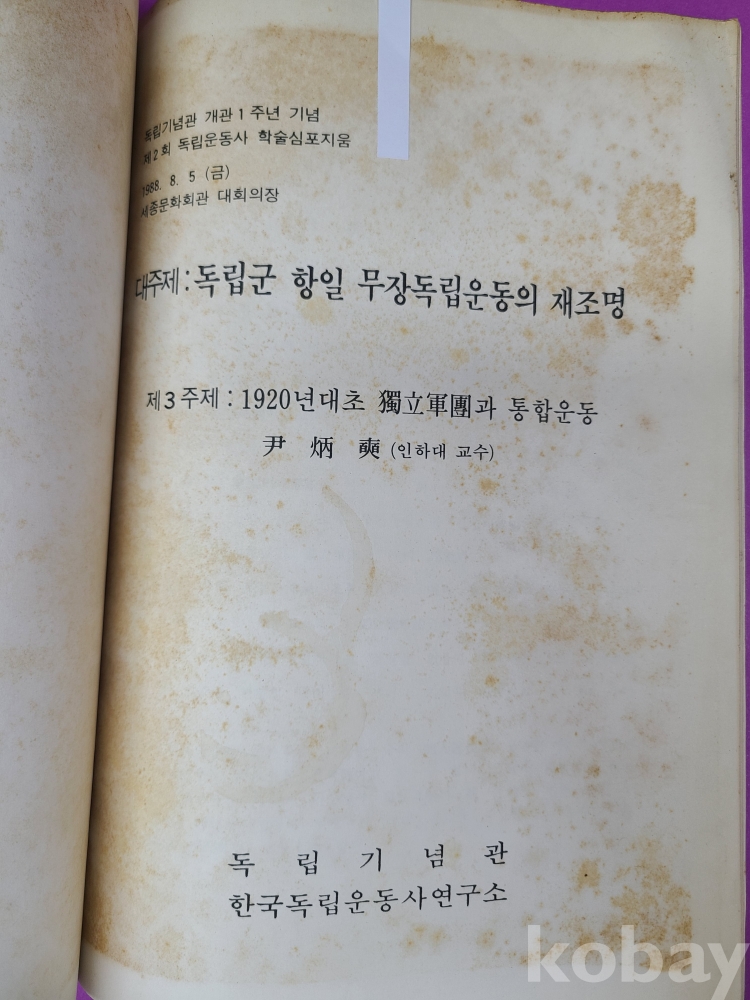 독립기념관 개관 1 주년 기념
제 2 회 독립운동사 학술심포지움
1988. 8. 5 (금)
세종문화회관 대회의장
대주제 : 독립군 항일 무장독립운동의 재조명
제 3 주제 : 1920년대초 獨立軍團과 통합운동
尹 炳 奭 (인하대 교수)
독 립 기 념 관
한국독립운동사연구소
kobay